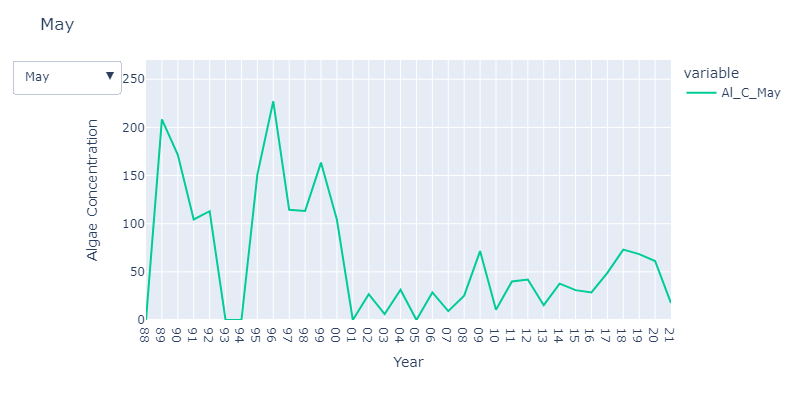 May
May ▼
variable
Al_C_May
Algae Concentration
250
200
150
100
50
0
88 89 90 91 92 93 94 95 96 97 98 99 00 01 02 03 04 05 06 07 08 09 10 11 12 13 14 15 16 17 18 19 20 21
Year